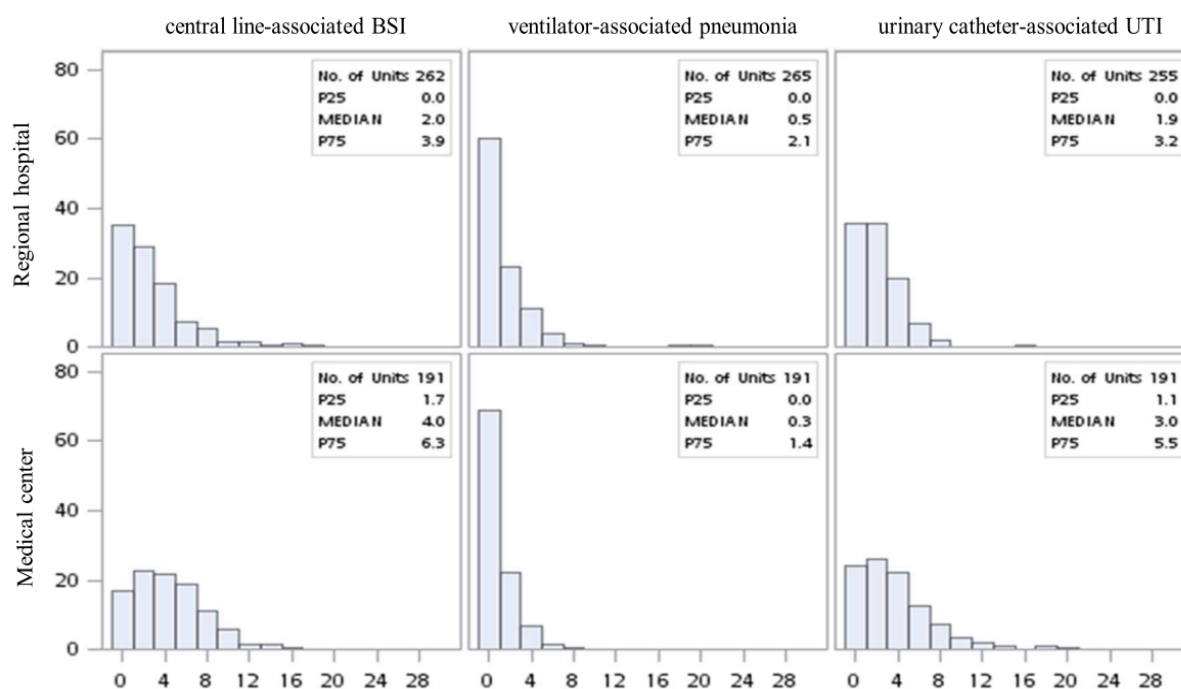 central line-associated BSI
ventilator-associated pneumonia
urinary catheter-associated UTI
Regional hospital
80
60
40
20
0
No. of Units 262
P25 0.0
MEDIAN 2.0
P75 3.9
No. of Units 265
P25 0.0
MEDIAN 0.5
P75 2.1
No. of Units 255
P25 0.0
MEDIAN 1.9
P75 3.2
Medical center
80
60
40
20
0
No. of Units 191
P25 1.7
MEDIAN 4.0
P75 6.3
No. of Units 191
P25 0.0
MEDIAN 0.3
P75 1.4
No. of Units 191
P25 1.1
MEDIAN 3.0
P75 5.5
0 4 8 12 16 20 24 28
0 4 8 12 16 20 24 28
0 4 8 12 16 20 24 28